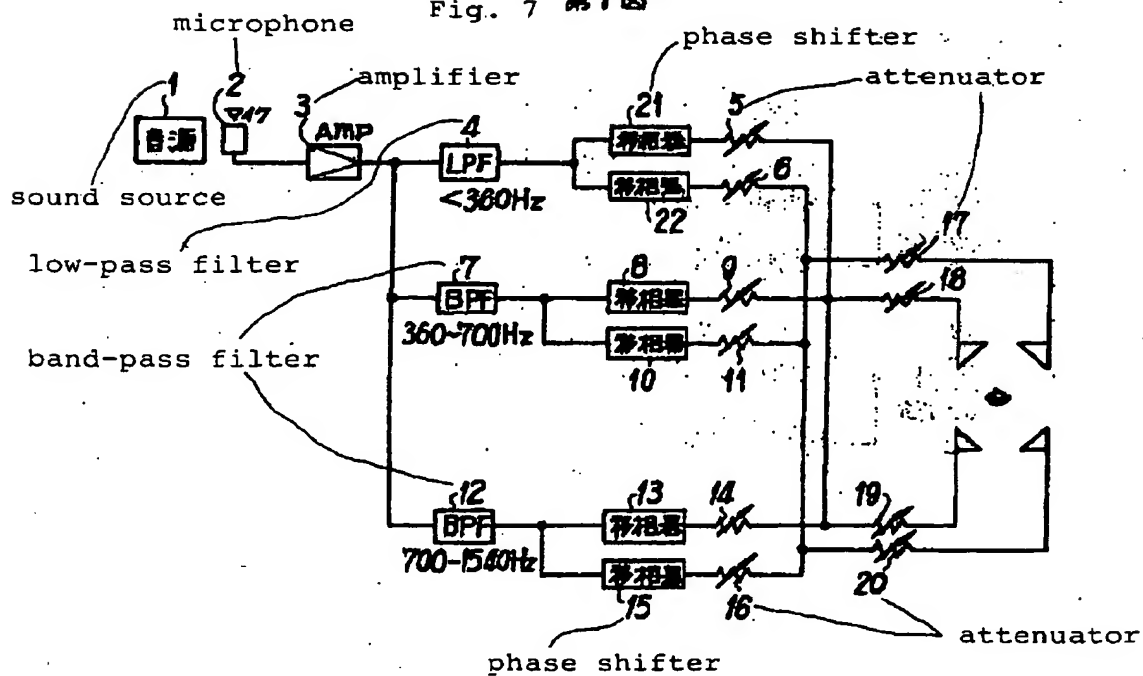 Fig. 7 第7図
microphone
phase shifter
1
2
amplifier
attenuator
3
マイク
4
21
5
音源
AMP
LPF
移相器
sound source
<360Hz
移相器
6
22
17
low-pass filter
7
8
9
18
BPF
移相器
360~700Hz
移相器
band-pass filter
10
11
12
13
14
19
BPF
移相器
700-1540Hz
移相器
20
15
16
attenuator
phase shifter